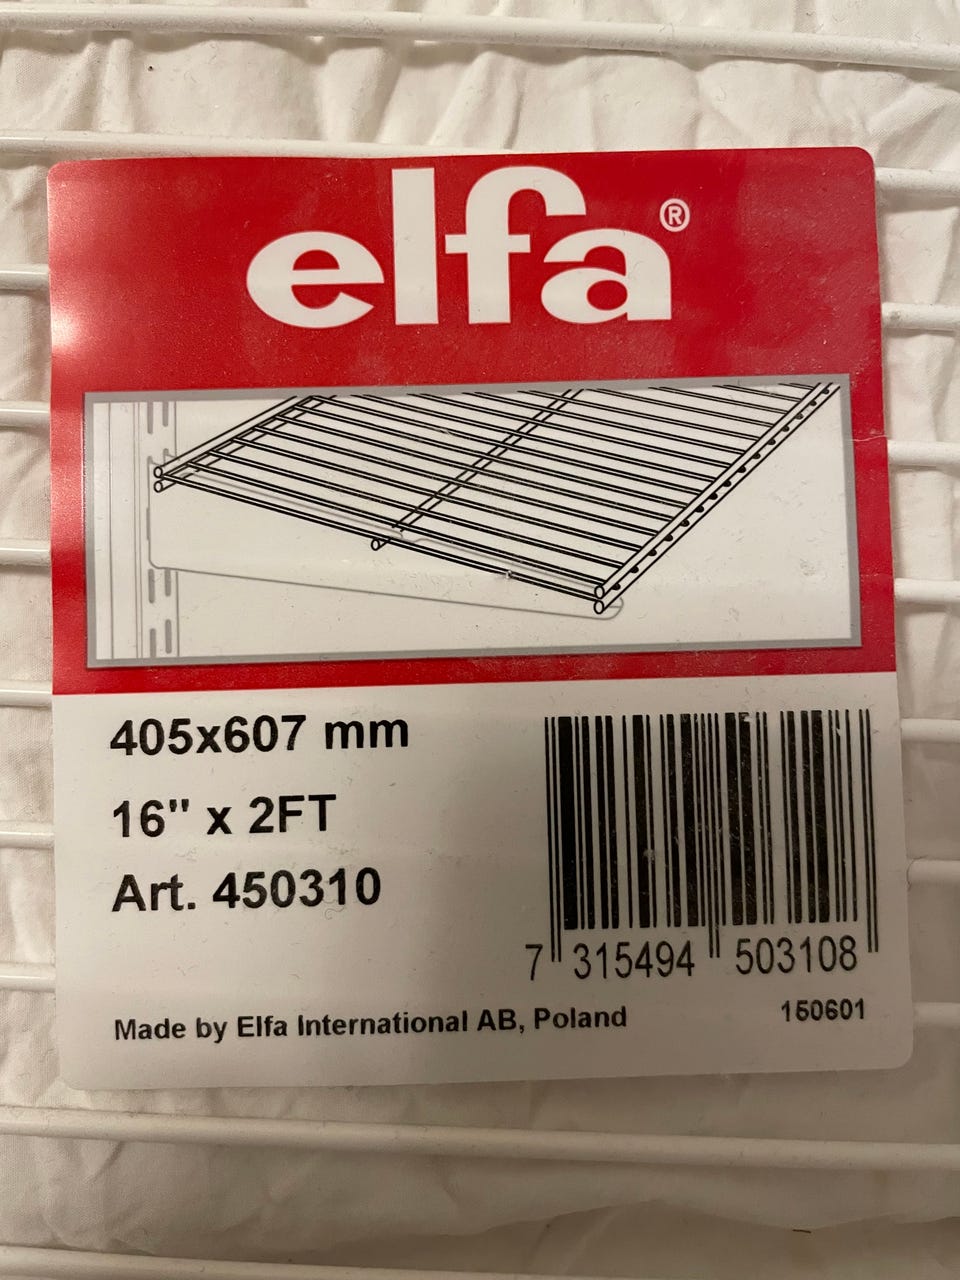 elfa®
405x607 mm
16" x 2FT
Art. 450310
7 315494 503108
Made by Elfa International AB, Poland
150601